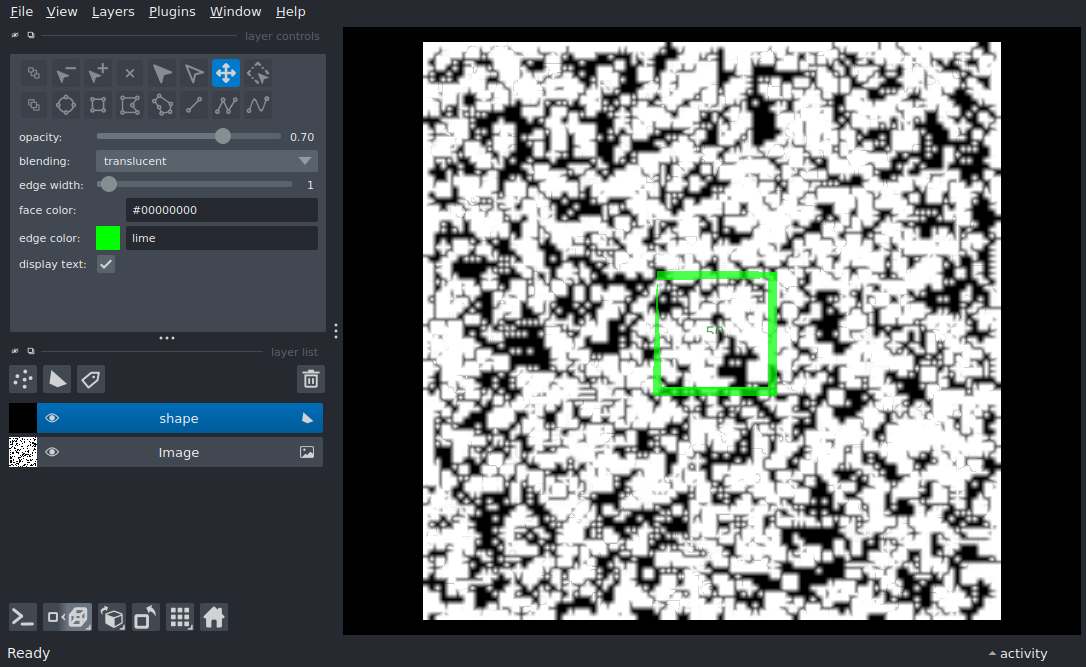 File View Layers Plugins Window Help
layer controls
opacity: 0.70
blending: translucent
edge width: 1
face color: #00000000
edge color: lime
display text:
layer list
shape
Image
50
Ready
activity